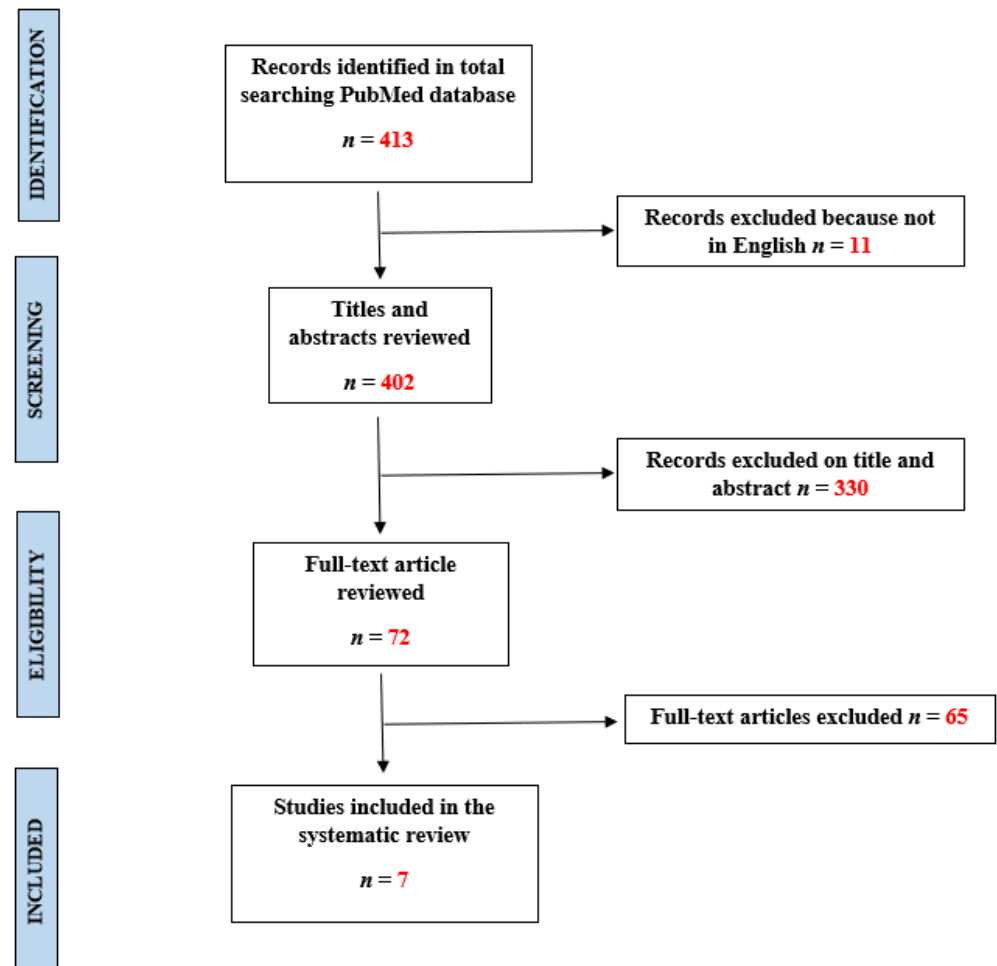 IDENTIFICATION
Records identified in total
searching PubMed database
n = 413
Records excluded because not
in English n = 11
SCREENING
Titles and
abstracts reviewed
n = 402
Records excluded on title and
abstract n = 330
ELIGIBILITY
Full-text article
reviewed
n = 72
Full-text articles excluded n = 65
INCLUDED
Studies included in the
systematic review
n = 7